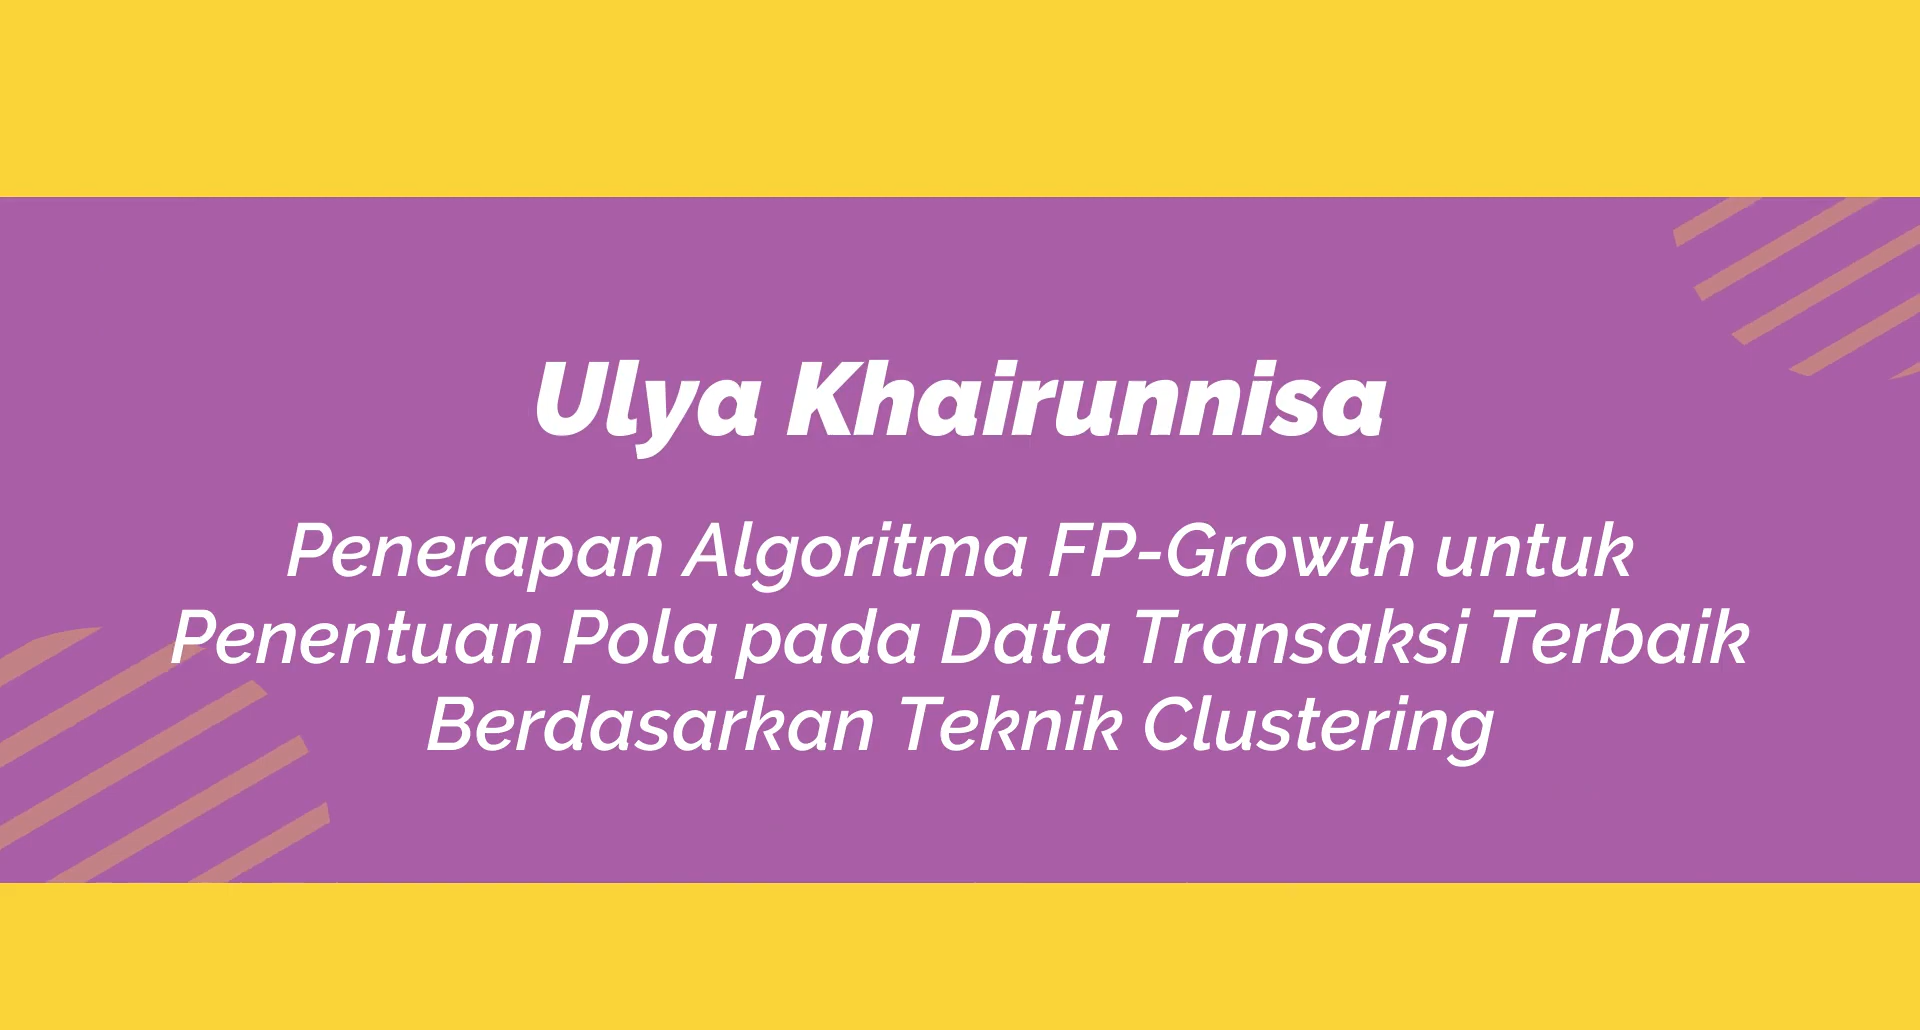 Ulya Khairunnisa
Penerapan Algoritma FP-Growth untuk
Penentuan Pola pada Data Transaksi Terbaik
Berdasarkan Teknik Clustering